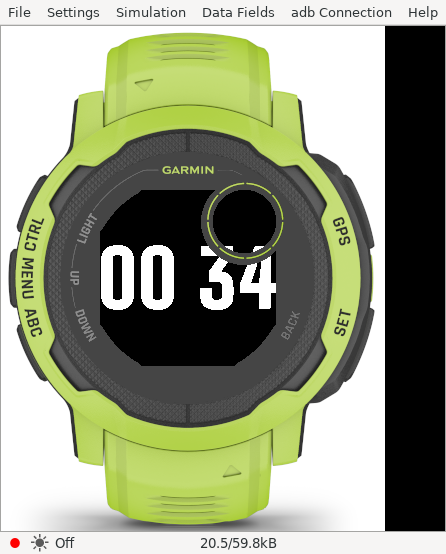 File Settings Simulation Data Fields adb Connection Help
GARMIN
LIGHT
CTRL
GPS
UP
MENU
00 34
DOWN
BACK
ABC
SET
Off 20.5/59.8kB